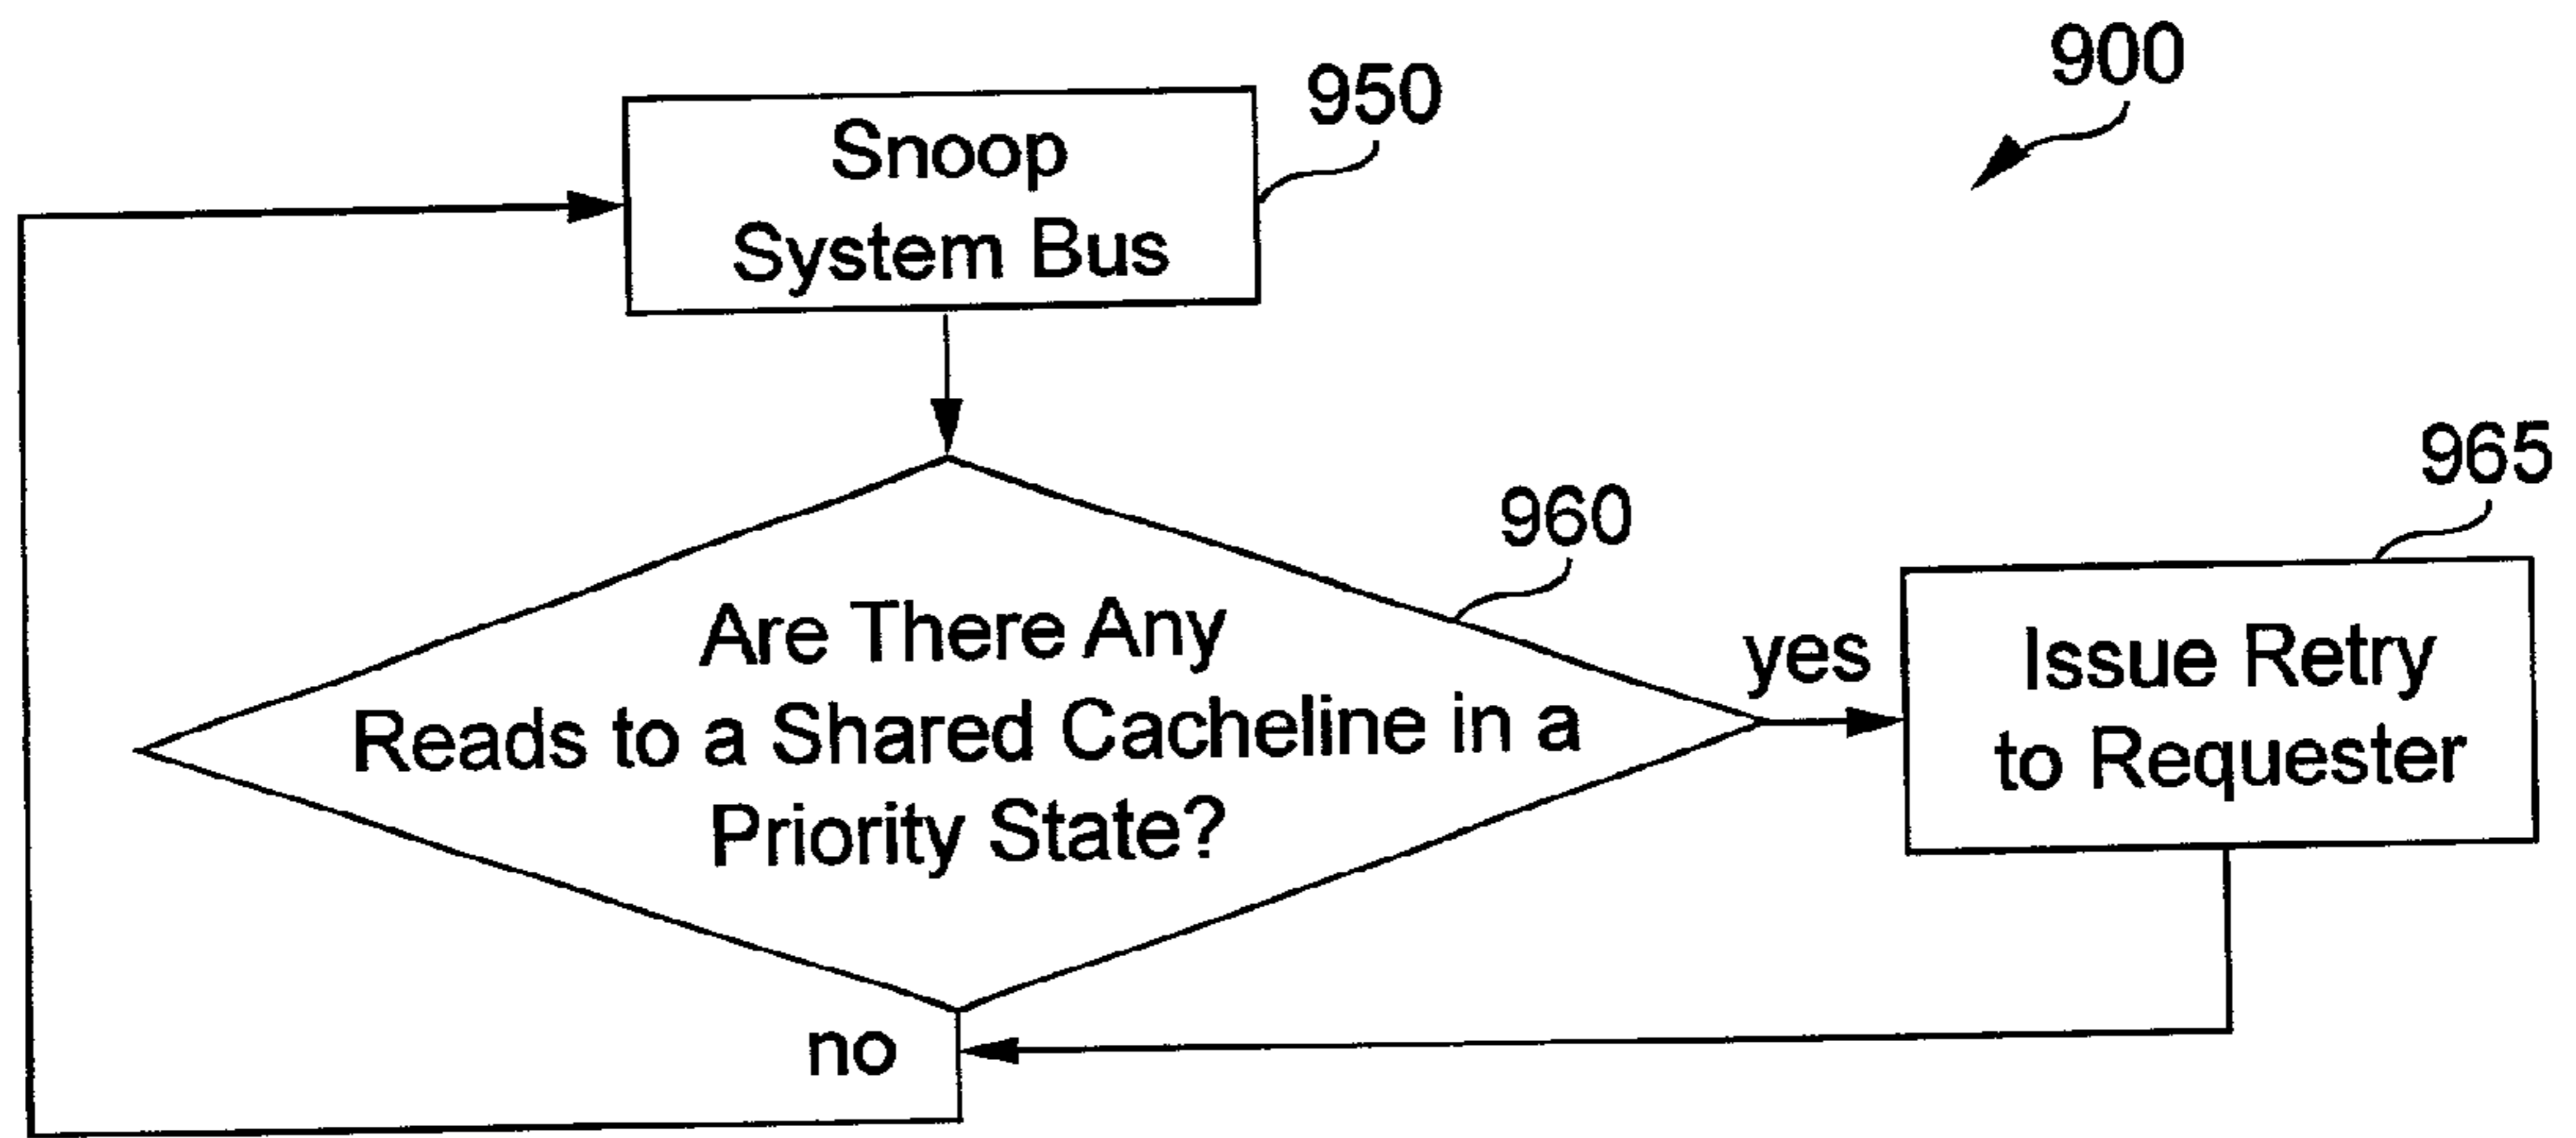 900
950
Snoop
System Bus
960
Are There Any
Reads to a Shared Cacheline in a
Priority State?
yes
965
Issue Retry
to Requester
no